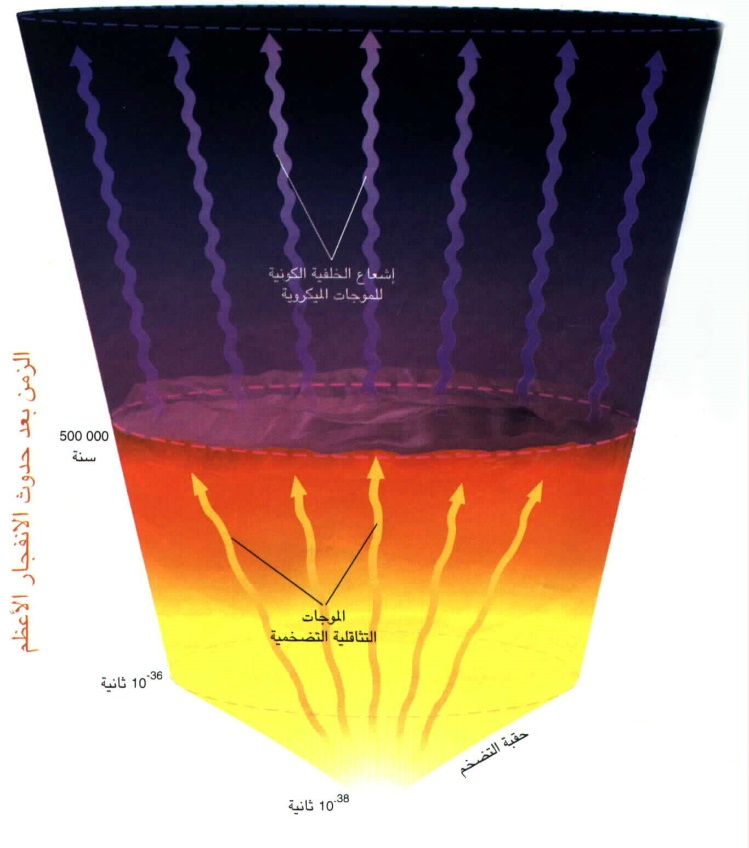 إشعاع الخلفية الكونية
للموجات الميكروية
الزمن بعد حدوث الانفجار الأعظم
500 000
سنة
الموجات
التثاقلية التضخمية
10⁻³⁶ ثانية
حقبة التضخم
10⁻³⁸ ثانية